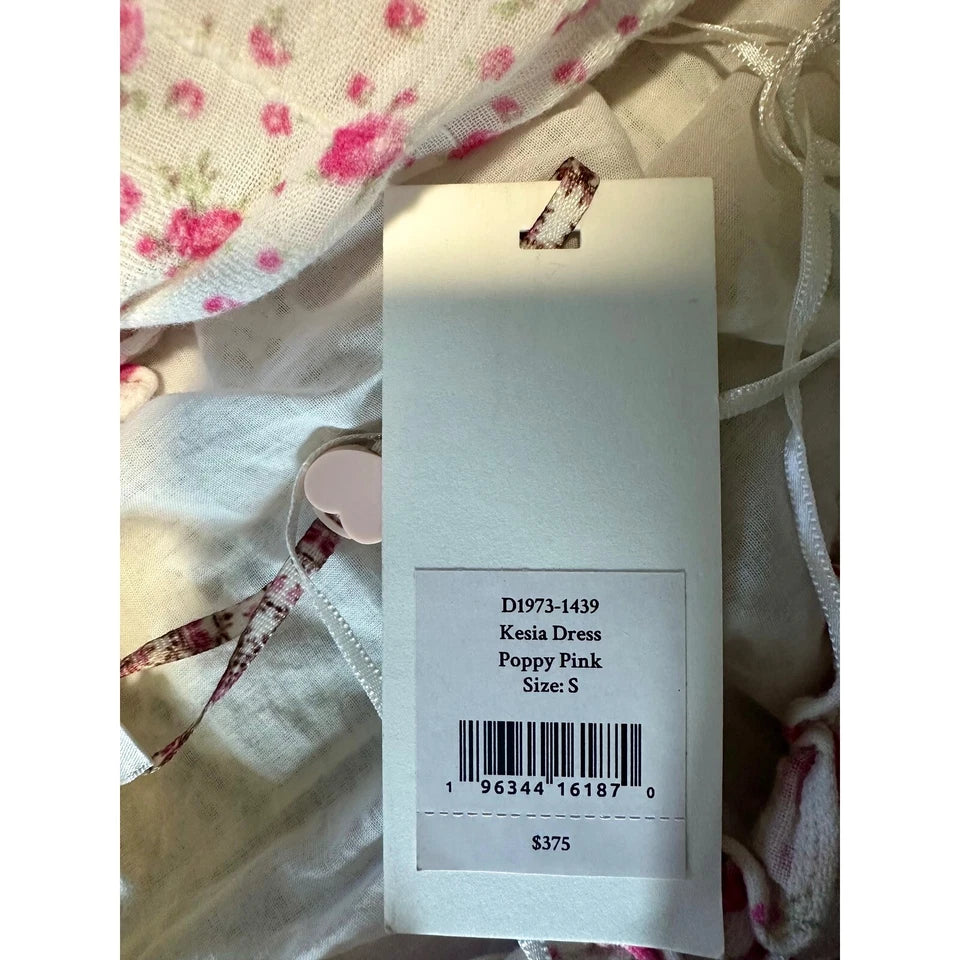 D1973-1439
Kesia Dress
Poppy Pink
Size: S
1 96344 16187 0
$375